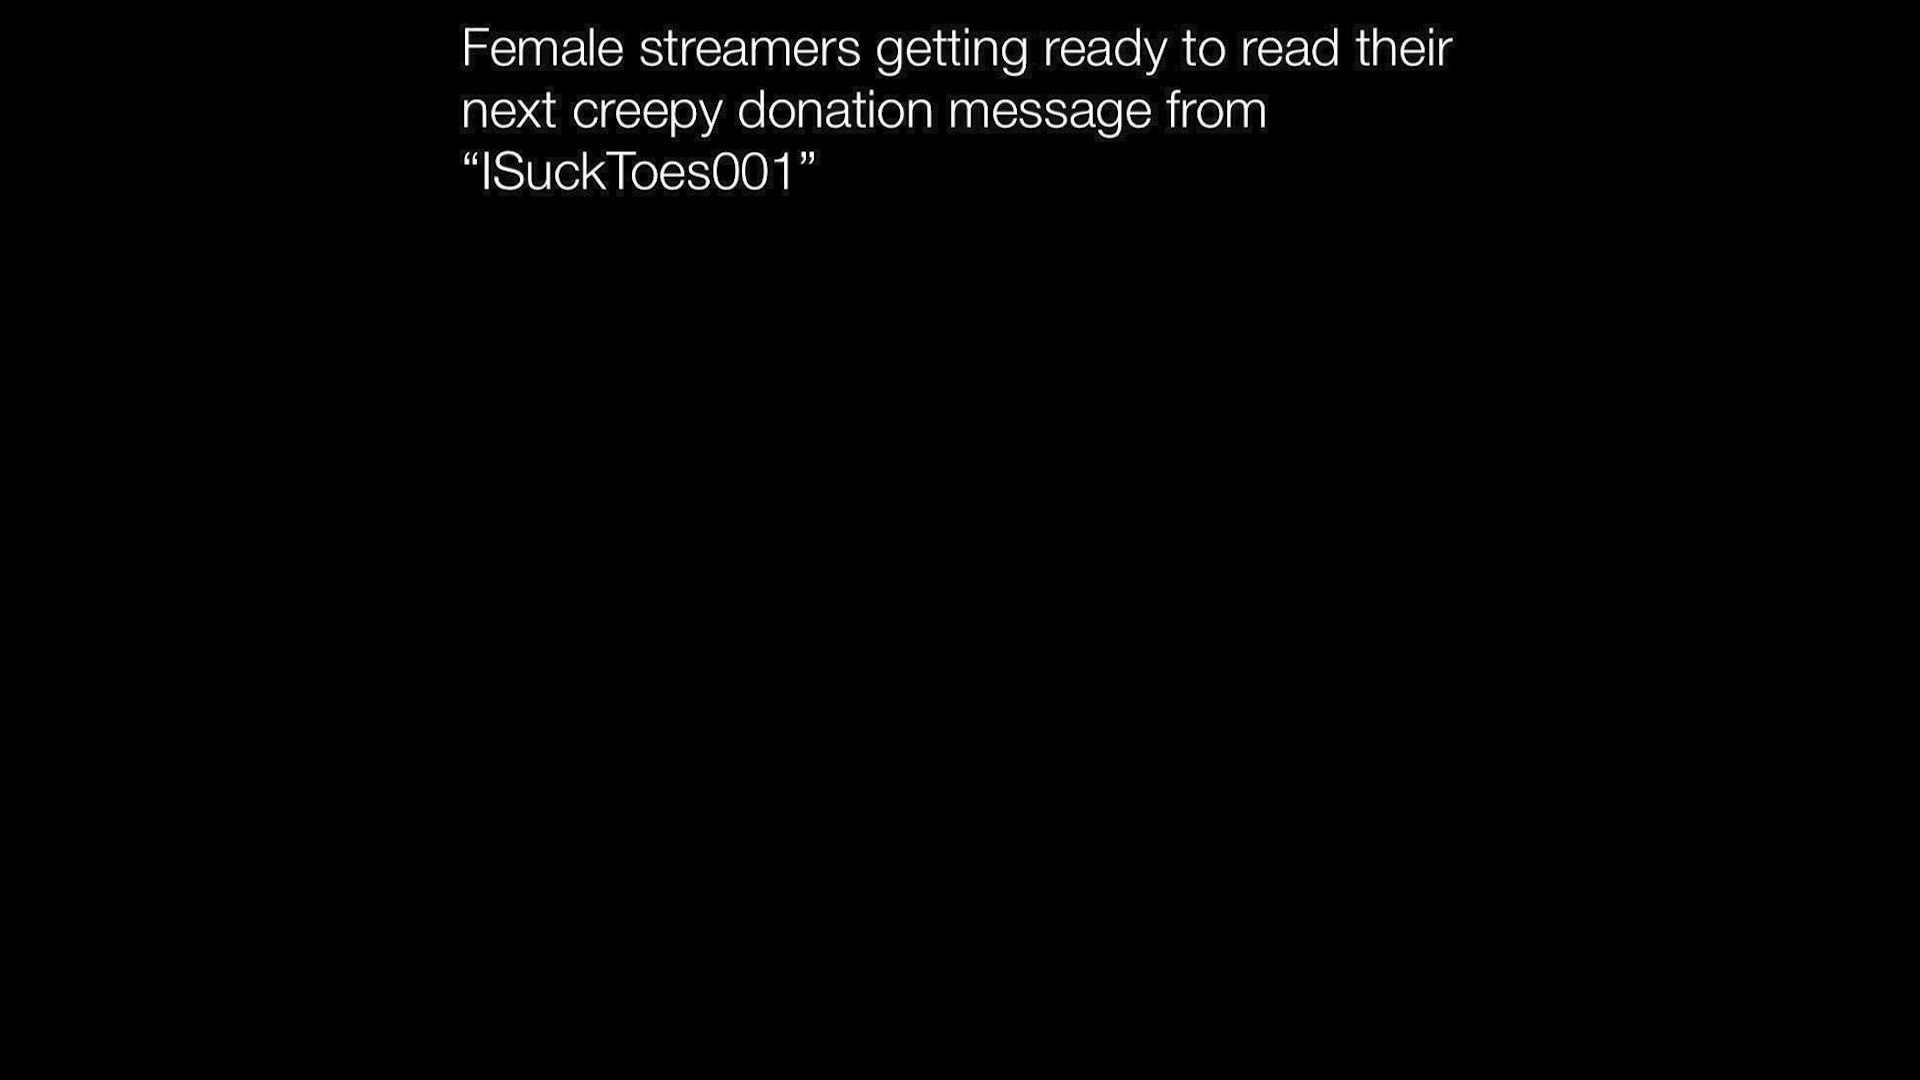 Female streamers getting ready to read their
next creepy donation message from
“ISuckToes001”